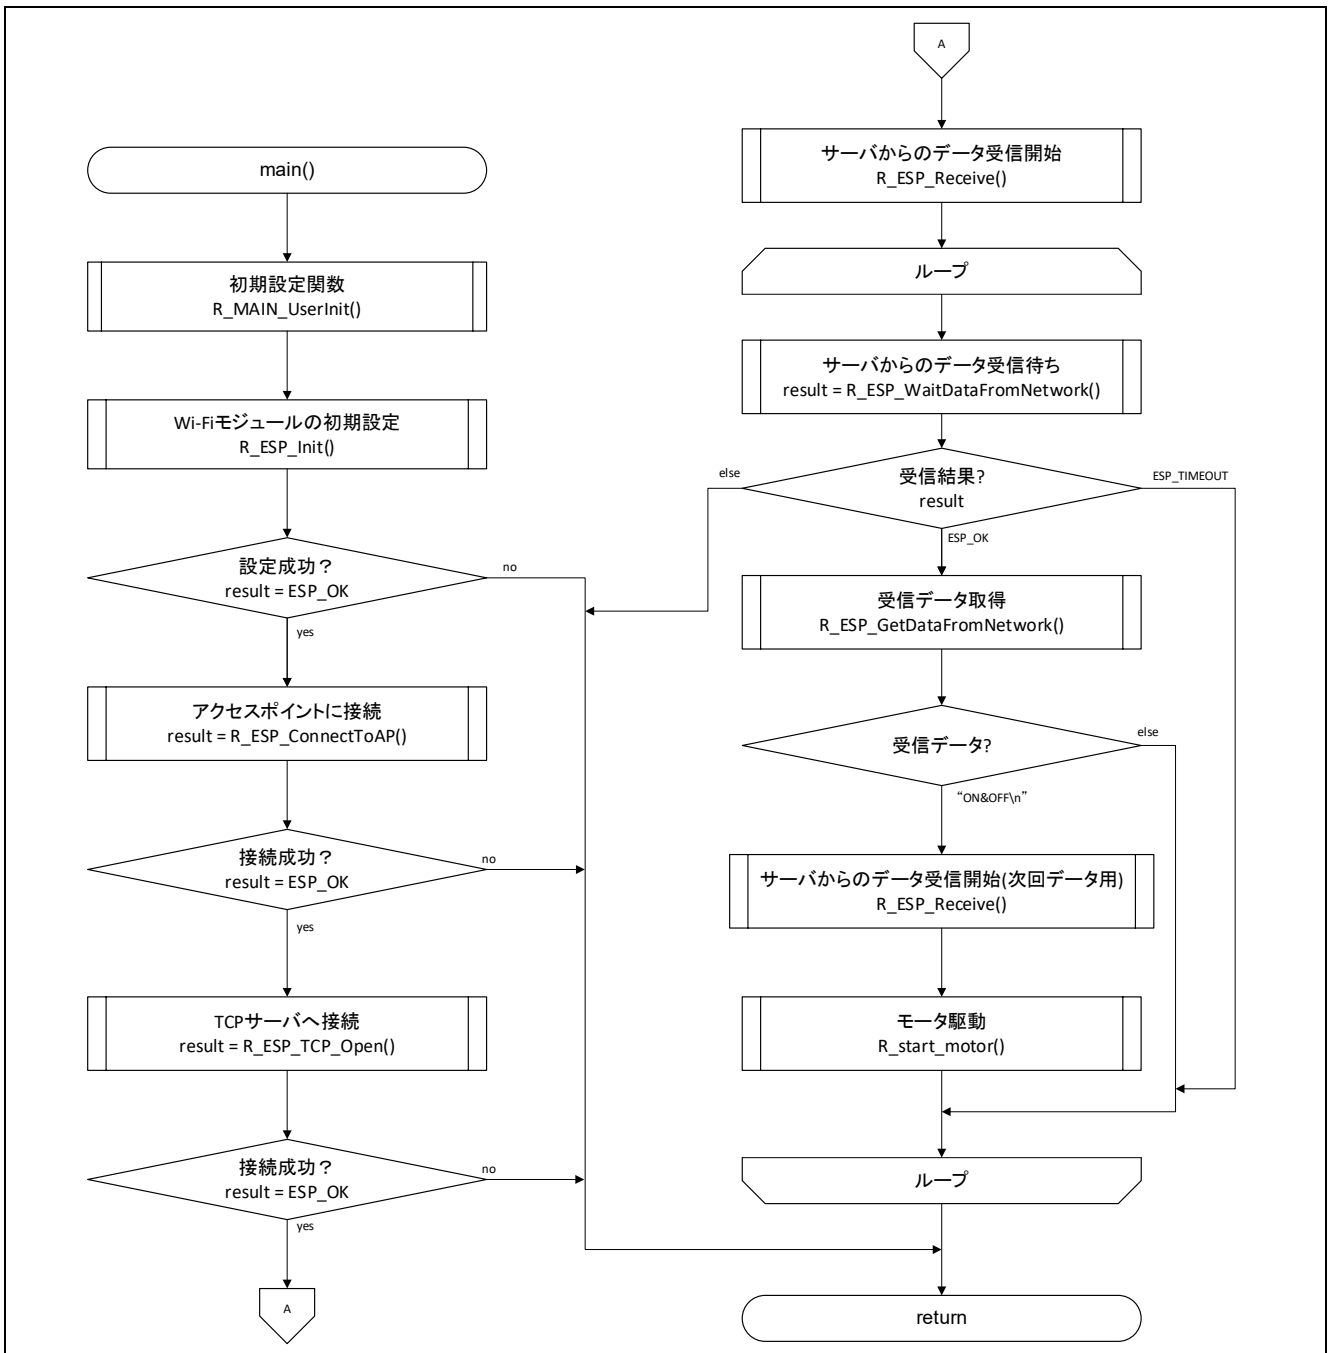 main()
初期設定関数
R_MAIN_UserInit()
Wi-Fiモジュールの初期設定
R_ESP_Init()
設定成功？
result = ESP_OK
no
yes
アクセスポイントに接続
result = R_ESP_ConnectToAP()
接続成功？
result = ESP_OK
no
yes
TCPサーバへ接続
result = R_ESP_TCP_Open()
接続成功？
result = ESP_OK
no
yes
A
A
サーバからのデータ受信開始
R_ESP_Receive()
ループ
サーバからのデータ受信待ち
result = R_ESP_WaitDataFromNetwork()
受信結果?
result
else
ESP_TIMEOUT
ESP_OK
受信データ取得
R_ESP_GetDataFromNetwork()
受信データ?
else
“ON&OFF\n”
サーバからのデータ受信開始(次回データ用)
R_ESP_Receive()
モータ駆動
R_start_motor()
ループ
return